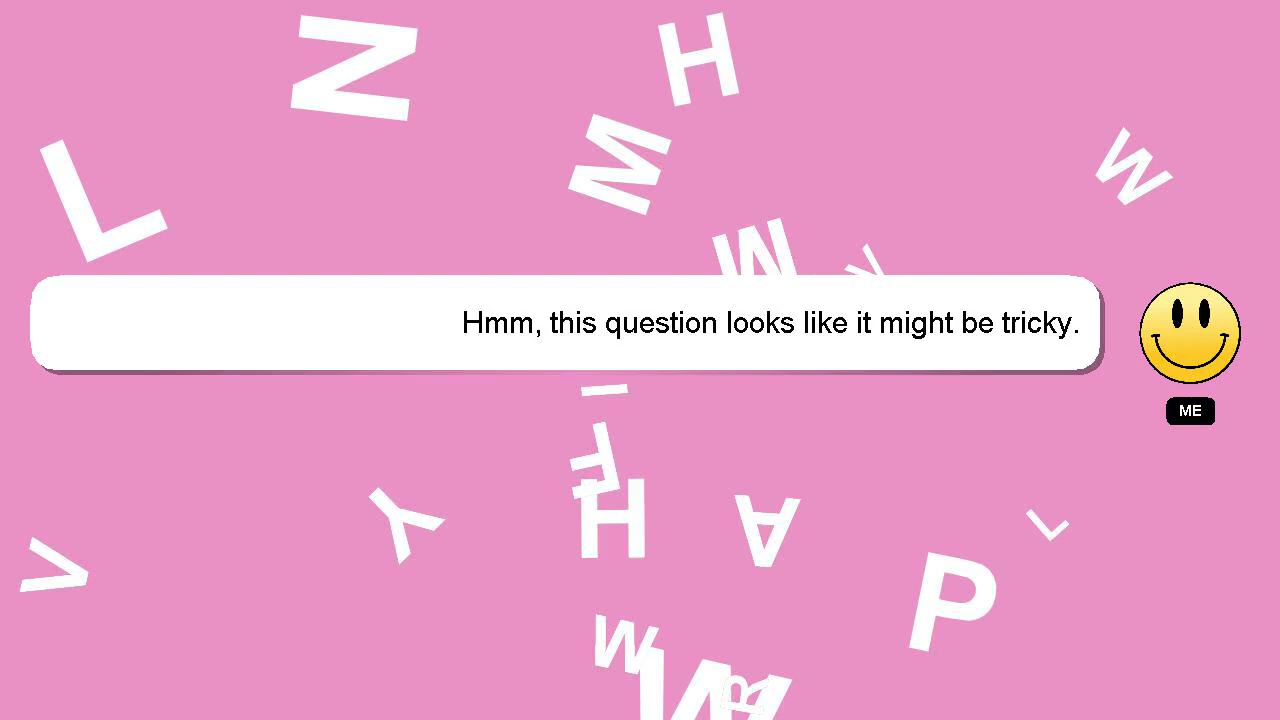 Z
H
M
L
W
W
V
Hmm, this question looks like it might be tricky.
ME
I
F
H
A
Y
L
V
P
W
W
R